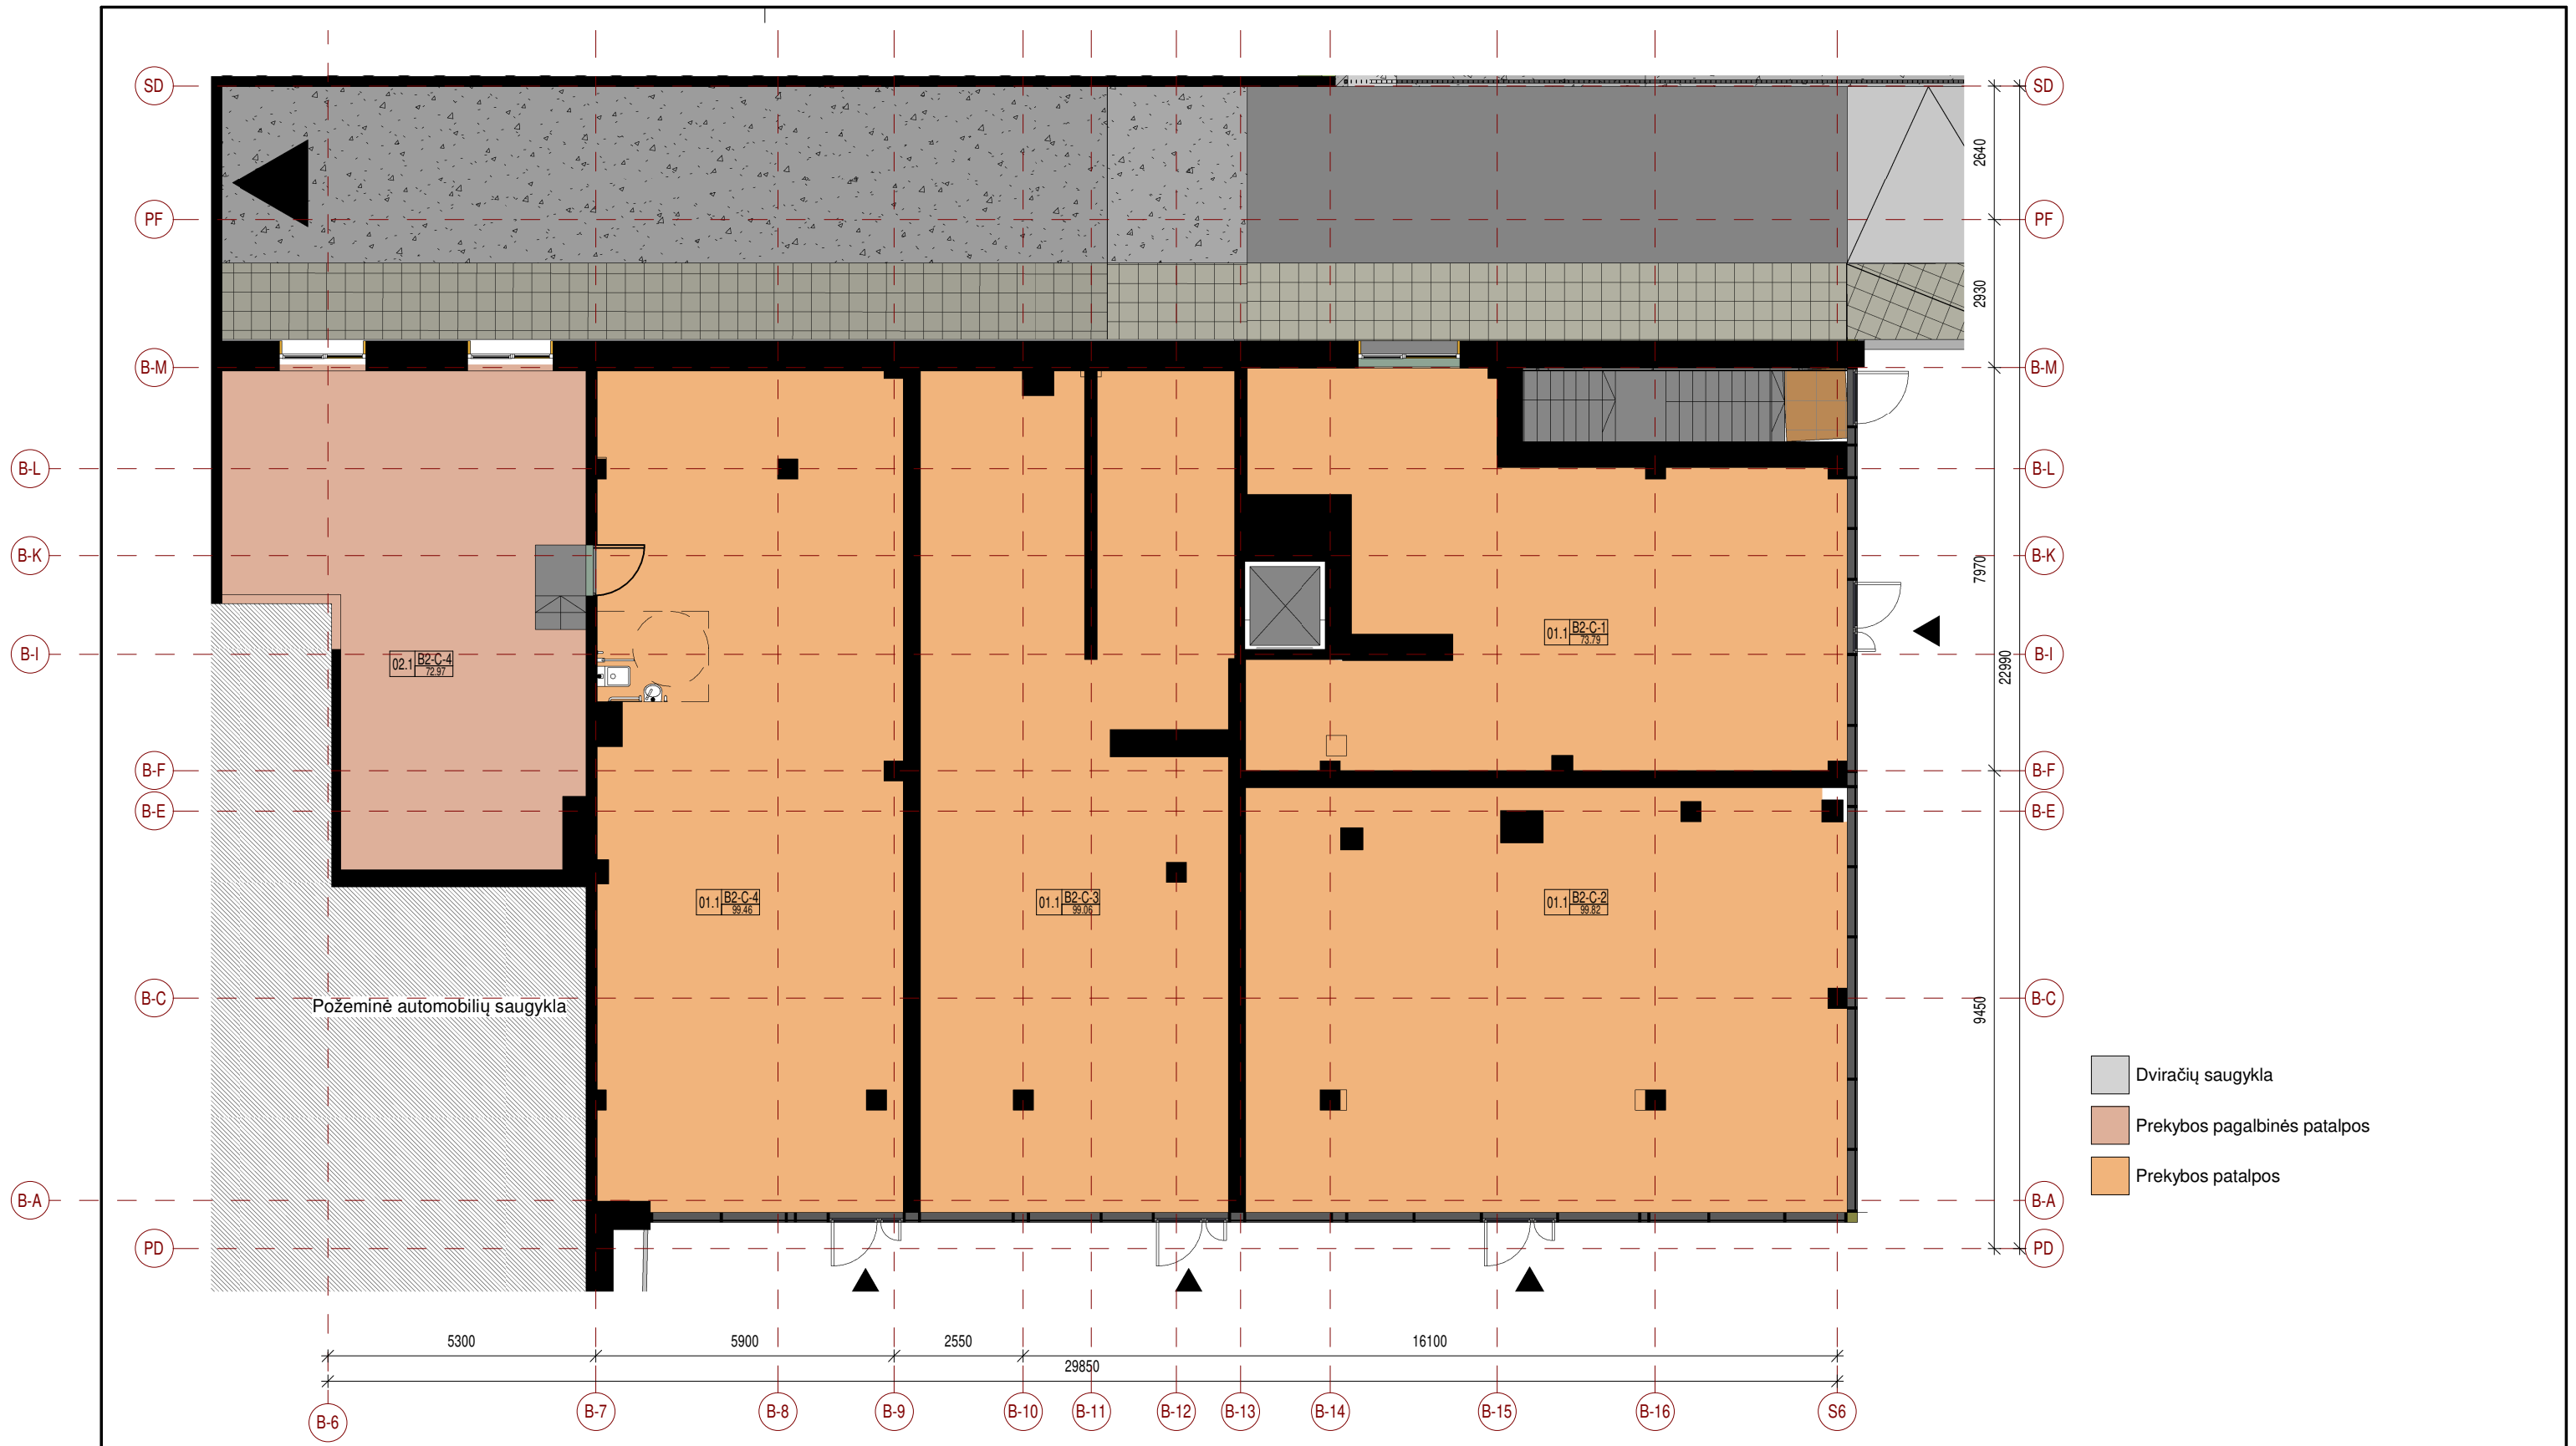 SD
SD
2640
PF
PF
2930
B-M
B-M
B-L
B-L
B-K
B-K
7970
01.1 B2-C-1
73.79
B-I
B-I
02.1 B2-C-4
72.97
22990
B-F
B-F
B-E
B-E
01.1 B2-C-4
99.46
01.1 B2-C-3
99.06
01.1 B2-C-2
99.82
B-C
B-C
Požeminė automobilių saugykla
9450
Dviračių saugykla
Prekybos pagalbinės patalpos
Prekybos patalpos
B-A
B-A
PD
PD
5300
5900
2550
16100
29850
B-6
B-7
B-8
B-9
B-10
B-11
B-12
B-13
B-14
B-15
B-16
S6